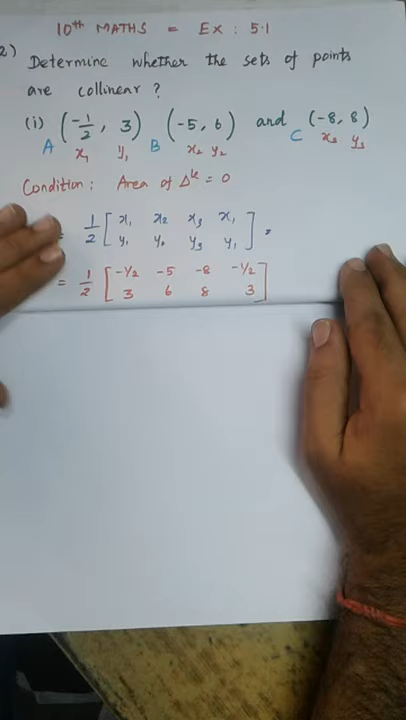 10th MATHS = Ex : 5.1
2) Determine whether the sets of points
are collinear ?
(i) (-1/2, 3) (-5, 6) and (-8, 8)
A x₁ y₁ B x₂ y₂ C x₃ y₃
Condition: Area of Δle = 0
= 1/2 [ x₁ x₂ x₃ x₁
y₁ y₂ y₃ y₁ ]
= 1/2 [ -1/2 -5 -8 -1/2
3 6 8 3 ]